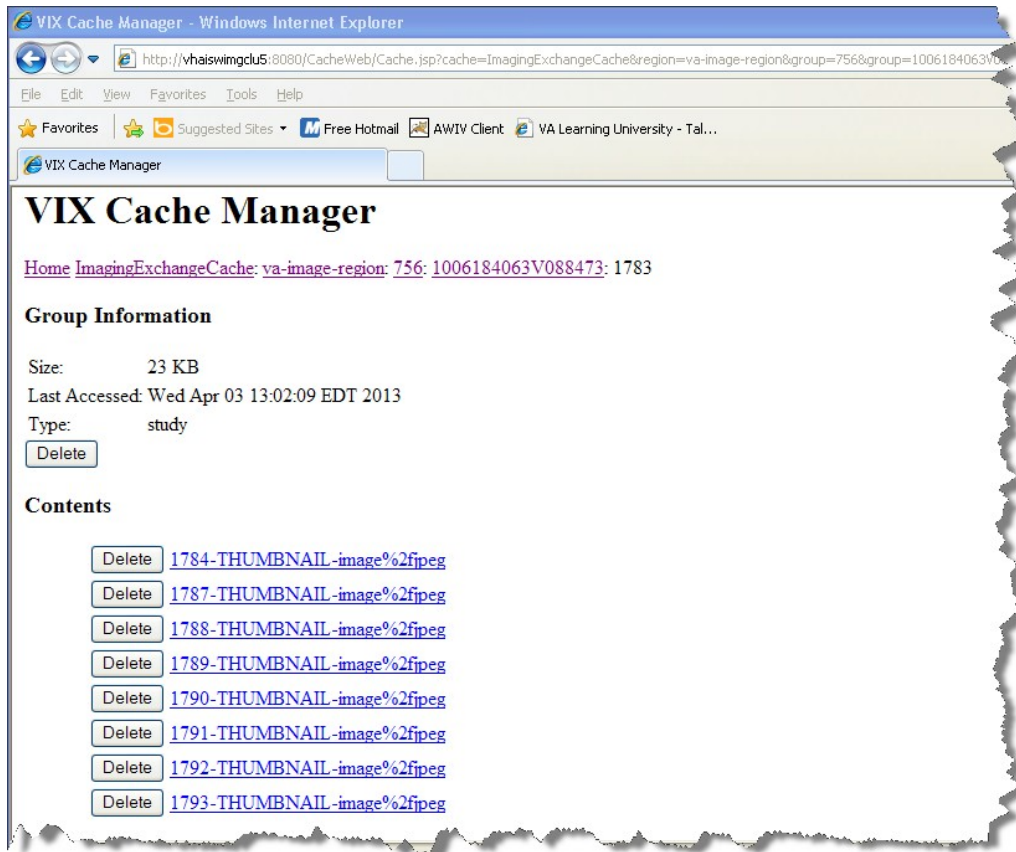 VIX Cache Manager - Windows Internet Explorer
http://vhaiswimgclu5:8080/CacheWeb/Cache.jsp?cache=ImagingExchangeCache&region=va-image-region&group=756&group=1006184063V0
File Edit View Favorites Tools Help
Favorites Suggested Sites Free Hotmail AWIV Client VA Learning University - Tal...
VIX Cache Manager
VIX Cache Manager
Home ImagingExchangeCache: va-image-region: 756: 1006184063V088473: 1783
Group Information
Size: 23 KB
Last Accessed: Wed Apr 03 13:02:09 EDT 2013
Type: study
Delete
Contents
Delete 1784-THUMBNAIL-image%2fjpeg
Delete 1787-THUMBNAIL-image%2fjpeg
Delete 1788-THUMBNAIL-image%2fjpeg
Delete 1789-THUMBNAIL-image%2fjpeg
Delete 1790-THUMBNAIL-image%2fjpeg
Delete 1791-THUMBNAIL-image%2fjpeg
Delete 1792-THUMBNAIL-image%2fjpeg
Delete 1793-THUMBNAIL-image%2fjpeg